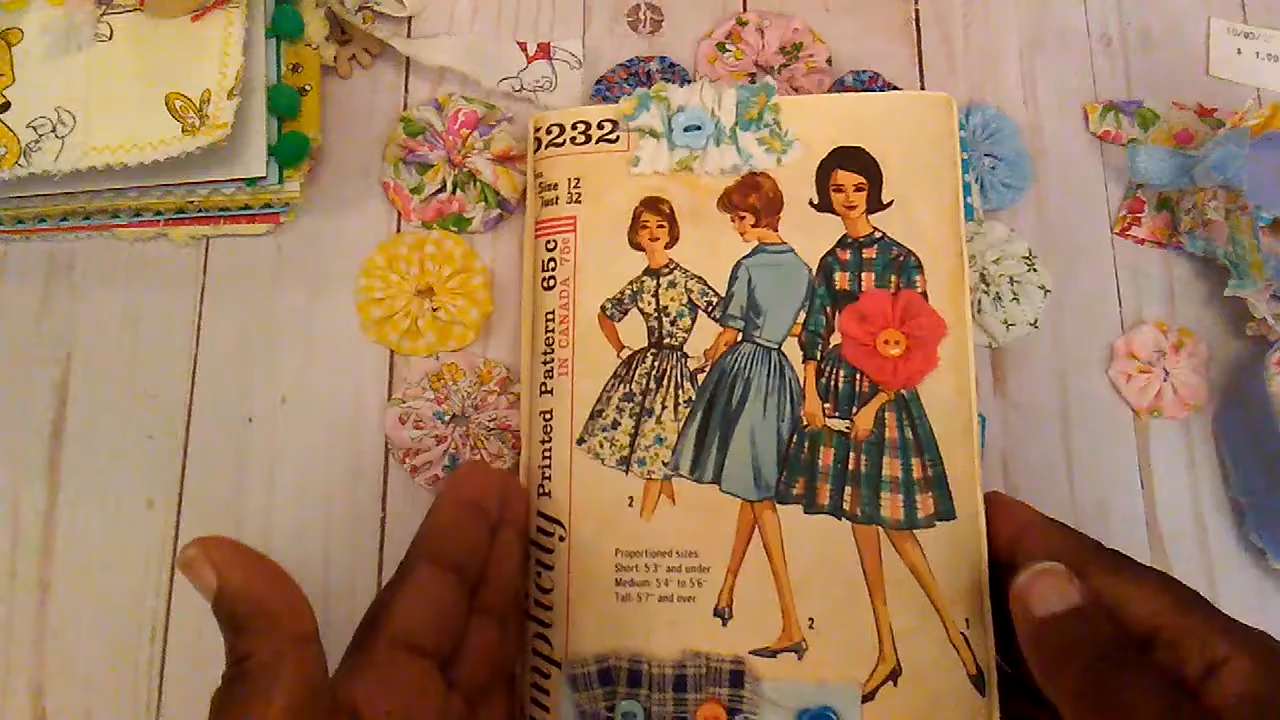 5232
Size 12
32
Simplicity Printed Pattern 65c
IN CANADA 75c
Proportioned sizes
Short: 5'3" and under
Medium: 5'4" to 5'6"
Tall: 5'7" and over
2
2
1